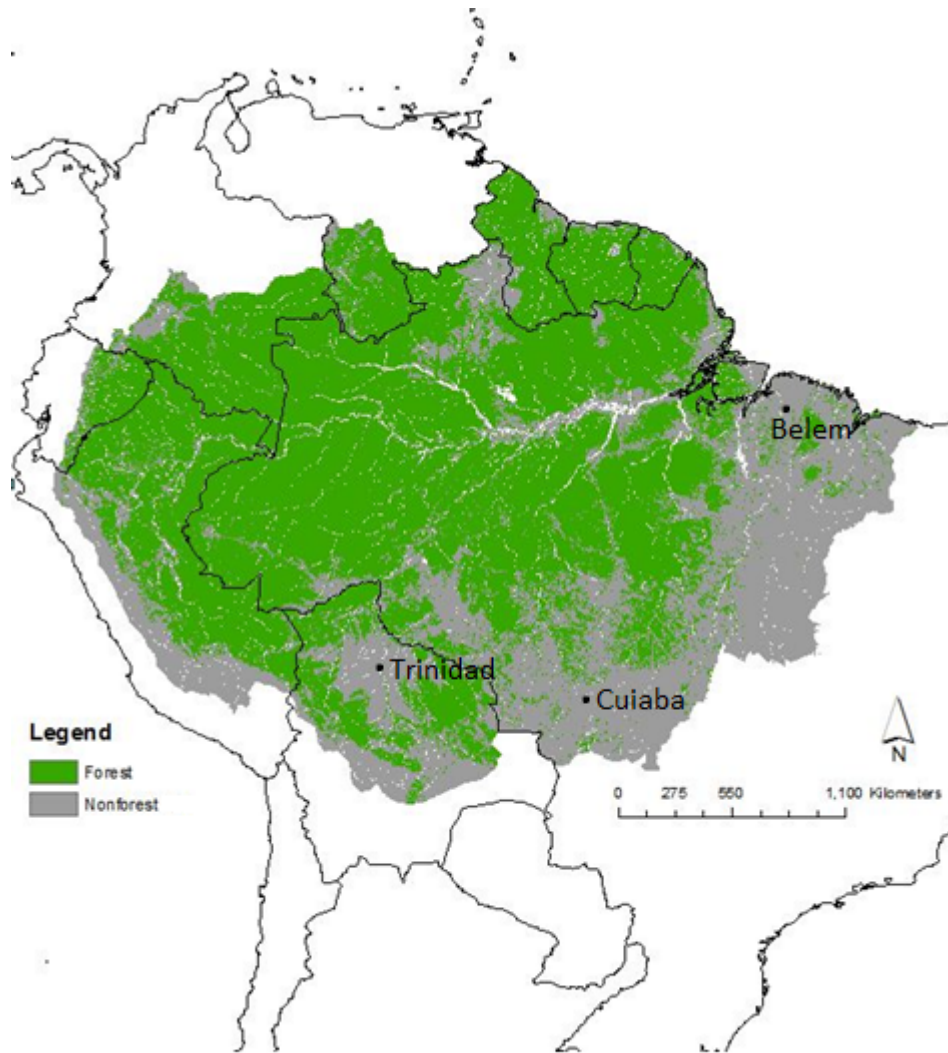 Belem
Trinidad
Cuiaba
Legend
Forest
Nonforest
N
0 275 550 1,100 Kilometers